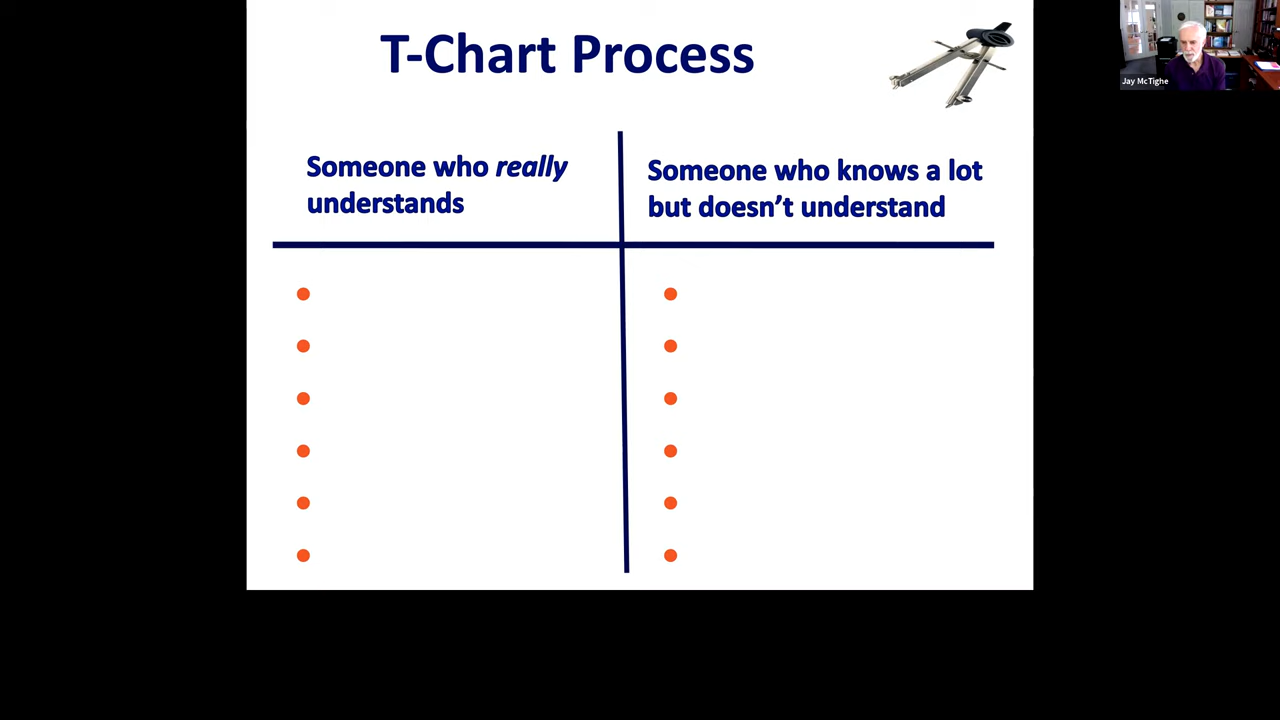 T-Chart Process
Jay McTighe
Someone who really
understands
Someone who knows a lot
but doesn’t understand